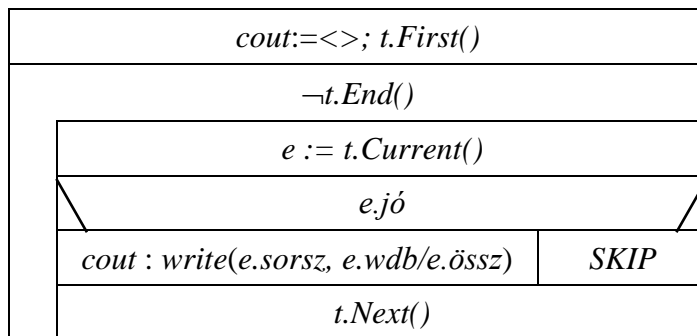 cout:=<>; t.First()
¬t.End()
e := t.Current()
e.jó
cout : write(e.sorsz, e.wdb/e.össz) SKIP
t.Next()